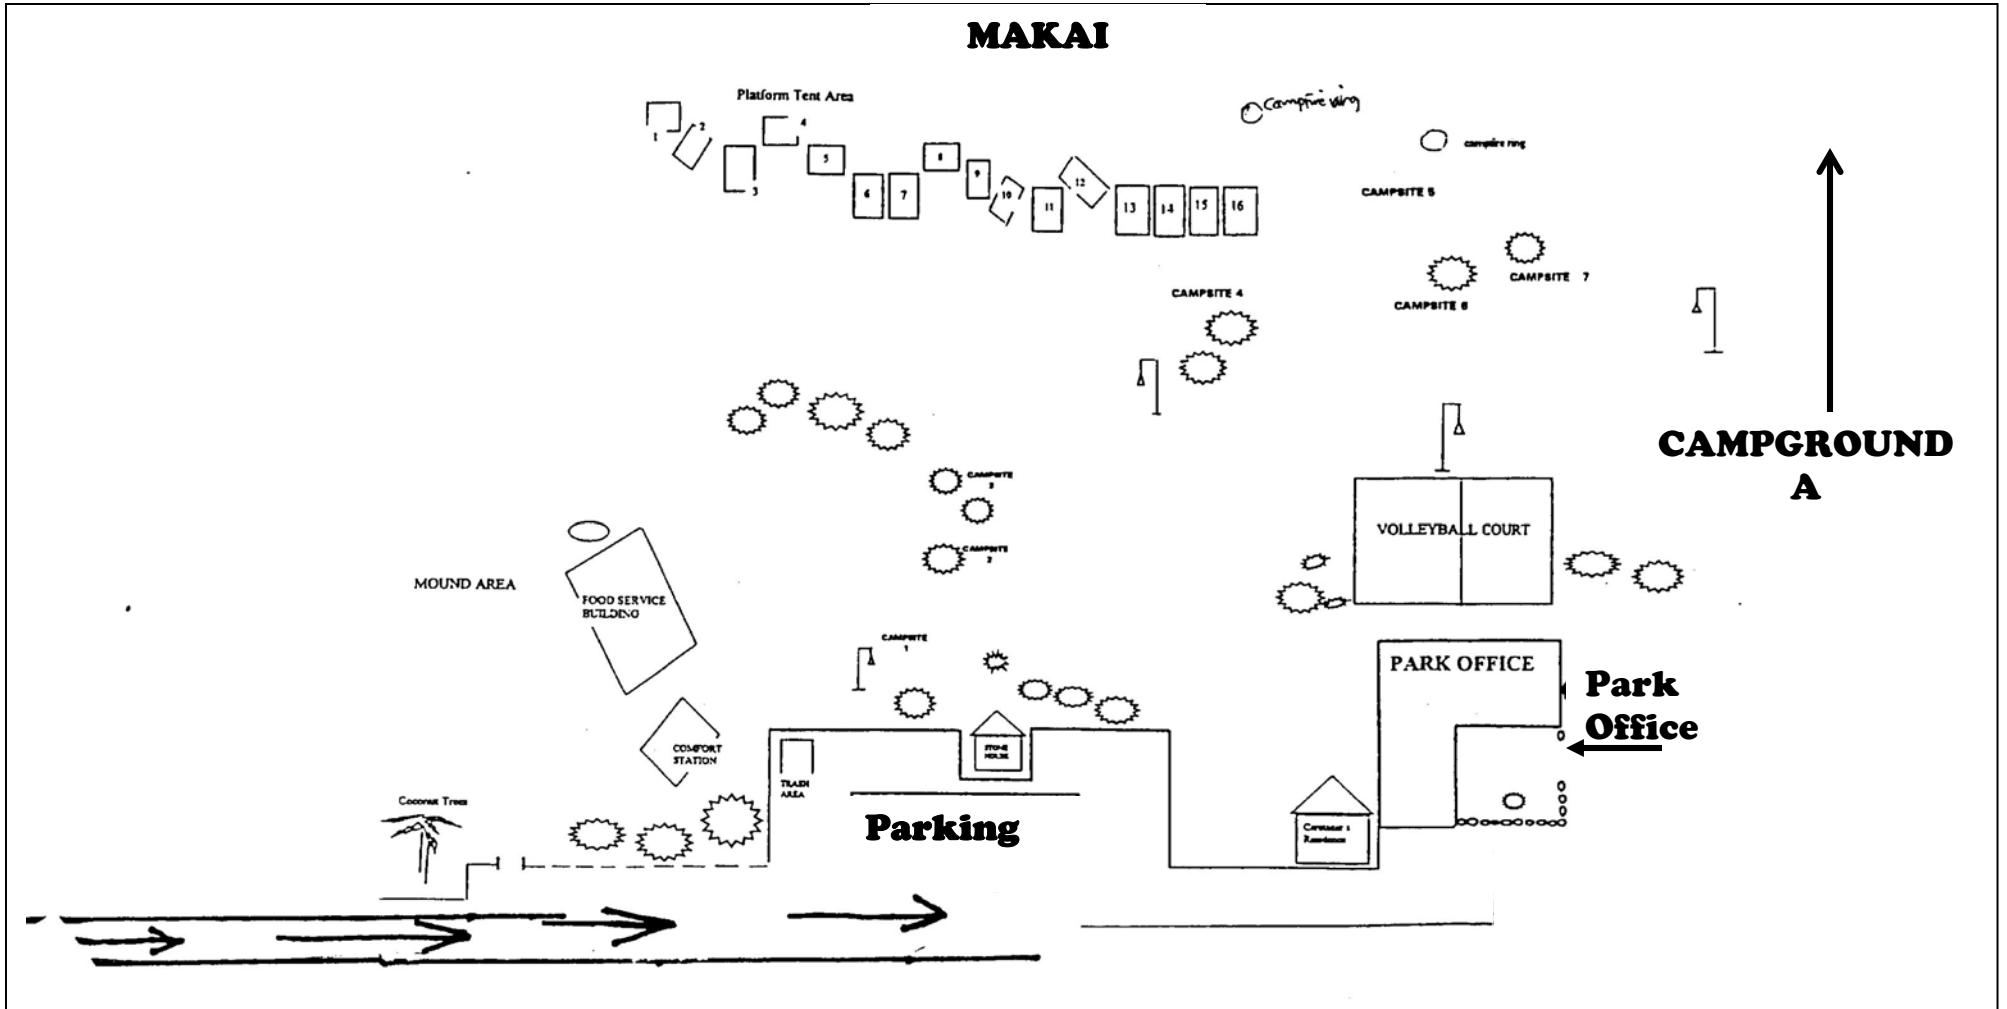 MAKAI
Platform Tent Area
Campfire ring
campfire ring
1
2
3
4
5
6
7
8
9
10
11
12
13
14
15
16
CAMPSITE 5
CAMPSITE 7
CAMPSITE 6
CAMPSITE 4
CAMPGROUND
A
CAMPSITE
CAMPSITE
2
VOLLEYBALL COURT
MOUND AREA
FOOD SERVICE
BUILDING
CAMPSITE
1
PARK OFFICE
Park
Office
COMFORT
STATION
STONE
HOUSE
TRASH
AREA
Coconut Trees
Parking
Residence